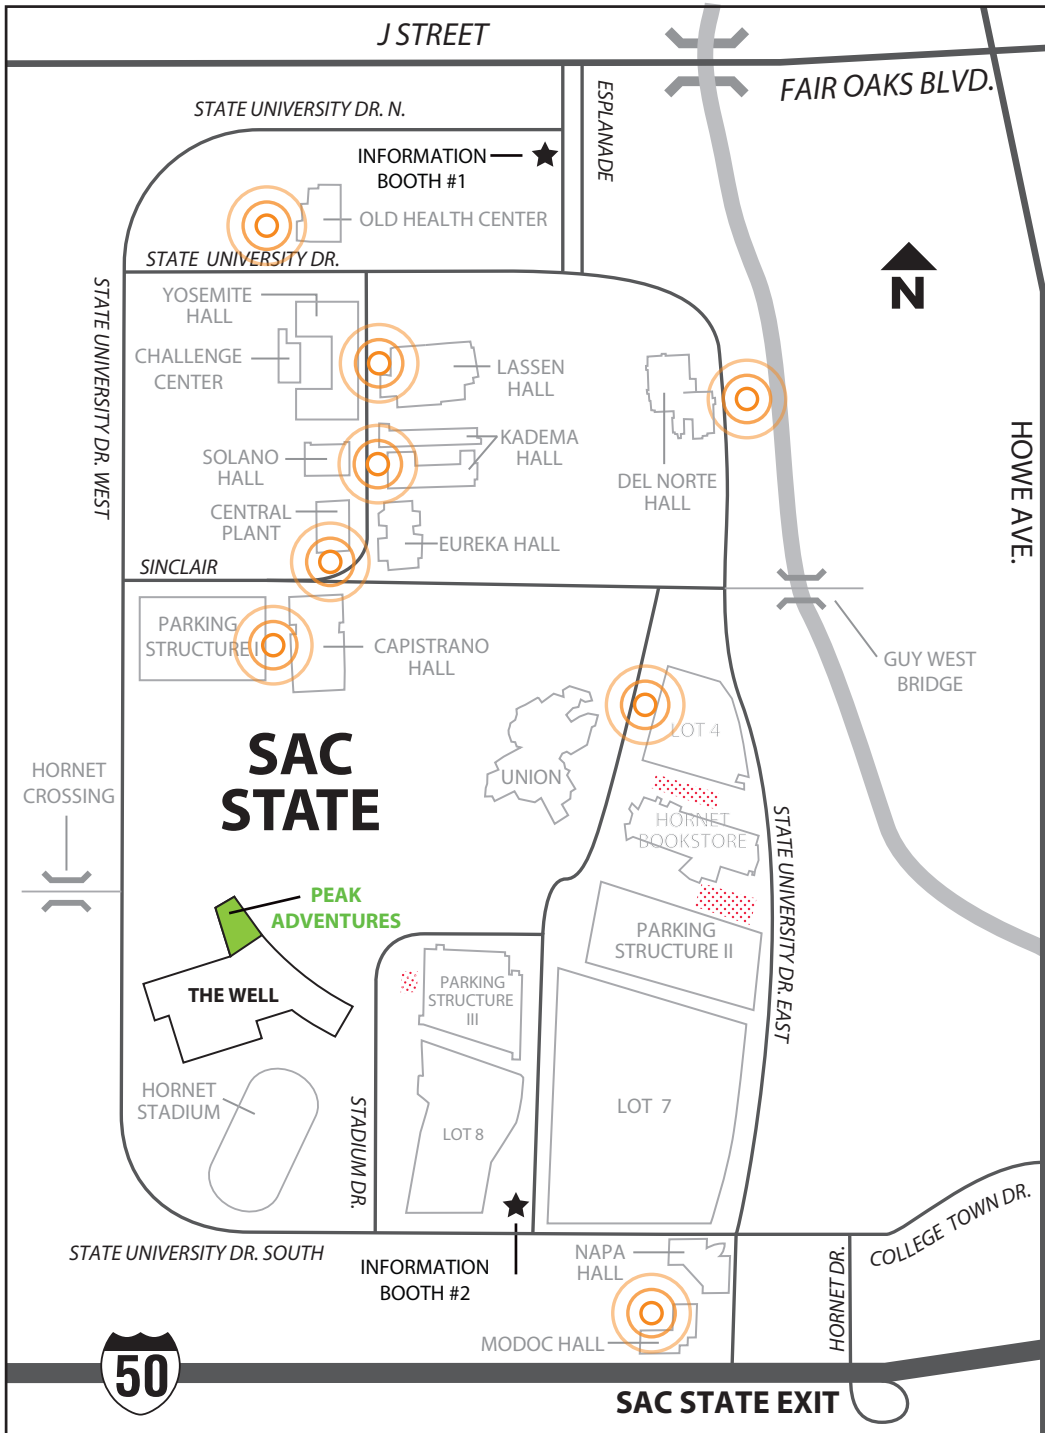 J STREET
FAIR OAKS BLVD.
STATE UNIVERSITY DR. N.
ESPLANADE
INFORMATION
BOOTH #1
OLD HEALTH CENTER
STATE UNIVERSITY DR.
N
STATE UNIVERSITY DR. WEST
YOSEMITE
HALL
CHALLENGE
CENTER
LASSEN
HALL
HOWE AVE.
KADEMA
HALL
SOLANO
HALL
DEL NORTE
HALL
CENTRAL
PLANT
EUREKA HALL
SINCLAIR
PARKING
STRUCTURE I
CAPISTRANO
HALL
GUY WEST
BRIDGE
LOT 4
SAC
STATE
HORNET
CROSSING
UNION
HORNET
BOOKSTORE
STATE UNIVERSITY DR. EAST
PEAK
ADVENTURES
PARKING
STRUCTURE II
THE WELL
PARKING
STRUCTURE
III
HORNET
STADIUM
STADIUM DR.
LOT 8
LOT 7
COLLEGE TOWN DR.
STATE UNIVERSITY DR. SOUTH
INFORMATION
BOOTH #2
NAPA
HALL
HORNET DR.
MODOC HALL
50
SAC STATE EXIT